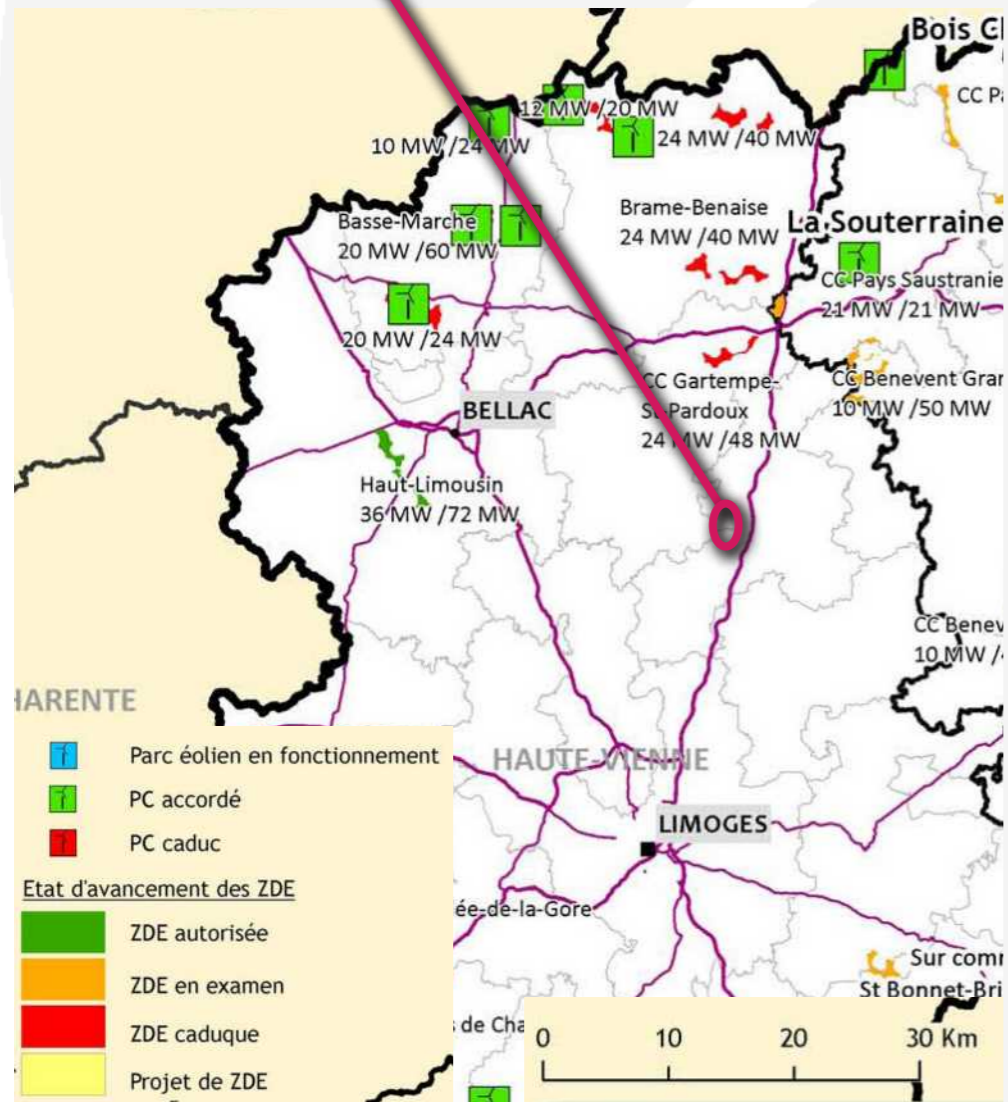 Bois C
CC P
12 MW /20 MW
10 MW /24 MW
24 MW /40 MW
Basse-Marche
20 MW /60 MW
Brame-Benaise
24 MW /40 MW
La Souterraine
CC Pays Saustranie
21 MW /21 MW
20 MW /24 MW
CC Gartempe-
St-Pardoux
24 MW /48 MW
CC Benevent Gra
10 MW /50 MW
BELLAC
Haut-Limousin
36 MW /72 MW
CC Benev
10 MW /
HARENTE
HAUTE-VIENNE
LIMOGES
ée-de-la-Gore
Sur com
St Bonnet-Bri
s de Cha
Parc éolien en fonctionnement
PC accordé
PC caduc
Etat d'avancement des ZDE
ZDE autorisée
ZDE en examen
ZDE caduque
Projet de ZDE
0 10 20 30 Km